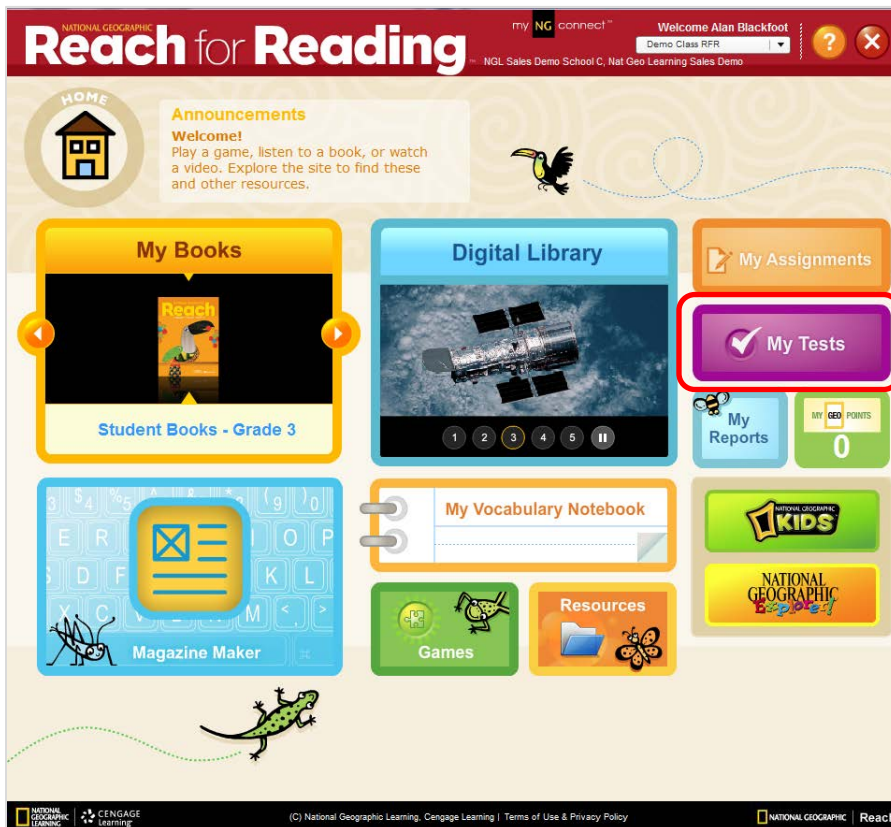 NATIONAL GEOGRAPHIC
Reach for Reading
my NG connect™
Welcome Alan Blackfoot
Demo Class RFR
NGL Sales Demo School C, Nat Geo Learning Sales Demo
?
HOME
Announcements
Welcome!
Play a game, listen to a book, or watch
a video. Explore the site to find these
and other resources.
My Books
Reach
Student Books - Grade 3
Digital Library
1 2 3 4 5
My Assignments
My Tests
My
Reports
MY GEO POINTS
0
Magazine Maker
My Vocabulary Notebook
Games
Resources
NATIONAL GEOGRAPHIC
KIDS
NATIONAL
GEOGRAPHIC
Explorer!
NATIONAL
GEOGRAPHIC
LEARNING
CENGAGE
Learning
(C) National Geographic Learning, Cengage Learning | Terms of Use & Privacy Policy
NATIONAL GEOGRAPHIC | Reac